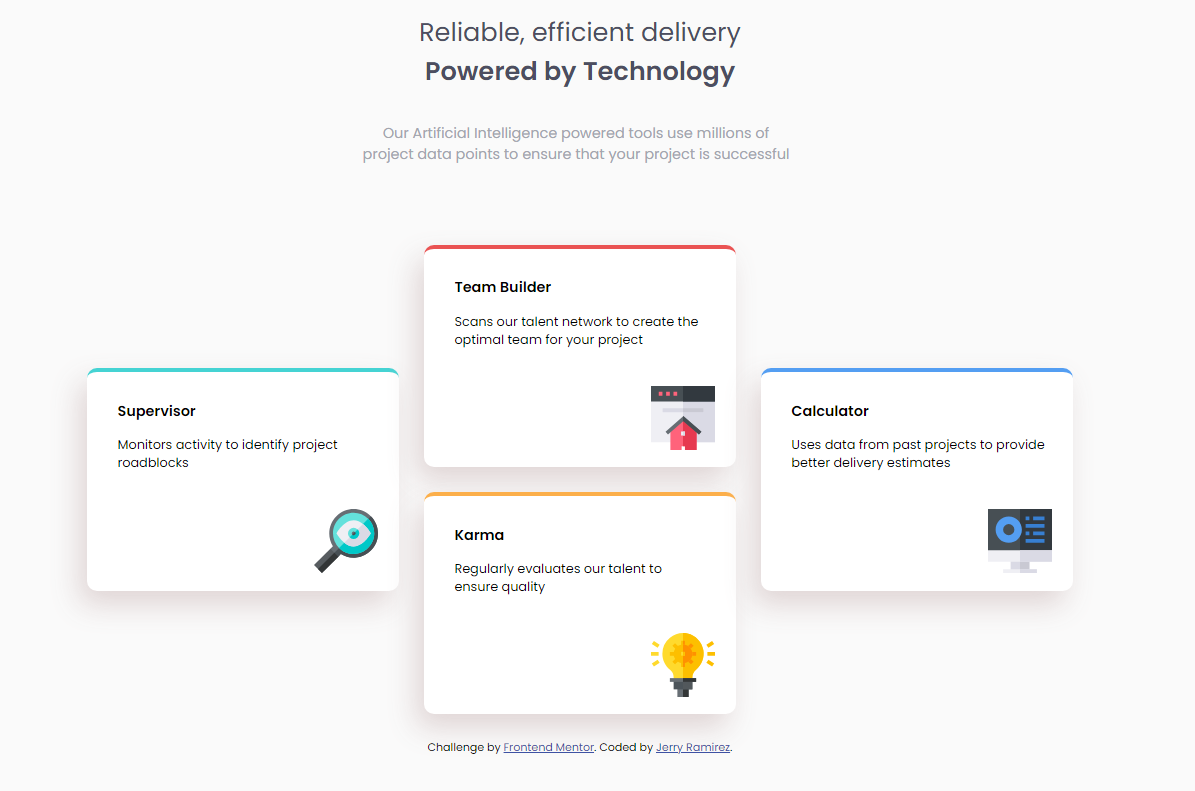 Reliable, efficient delivery
Powered by Technology
Our Artificial Intelligence powered tools use millions of
project data points to ensure that your project is successful
Supervisor
Monitors activity to identify project
roadblocks
Team Builder
Scans our talent network to create the
optimal team for your project
Karma
Regularly evaluates our talent to
ensure quality
Calculator
Uses data from past projects to provide
better delivery estimates
Challenge by Frontend Mentor. Coded by Jerry Ramirez.